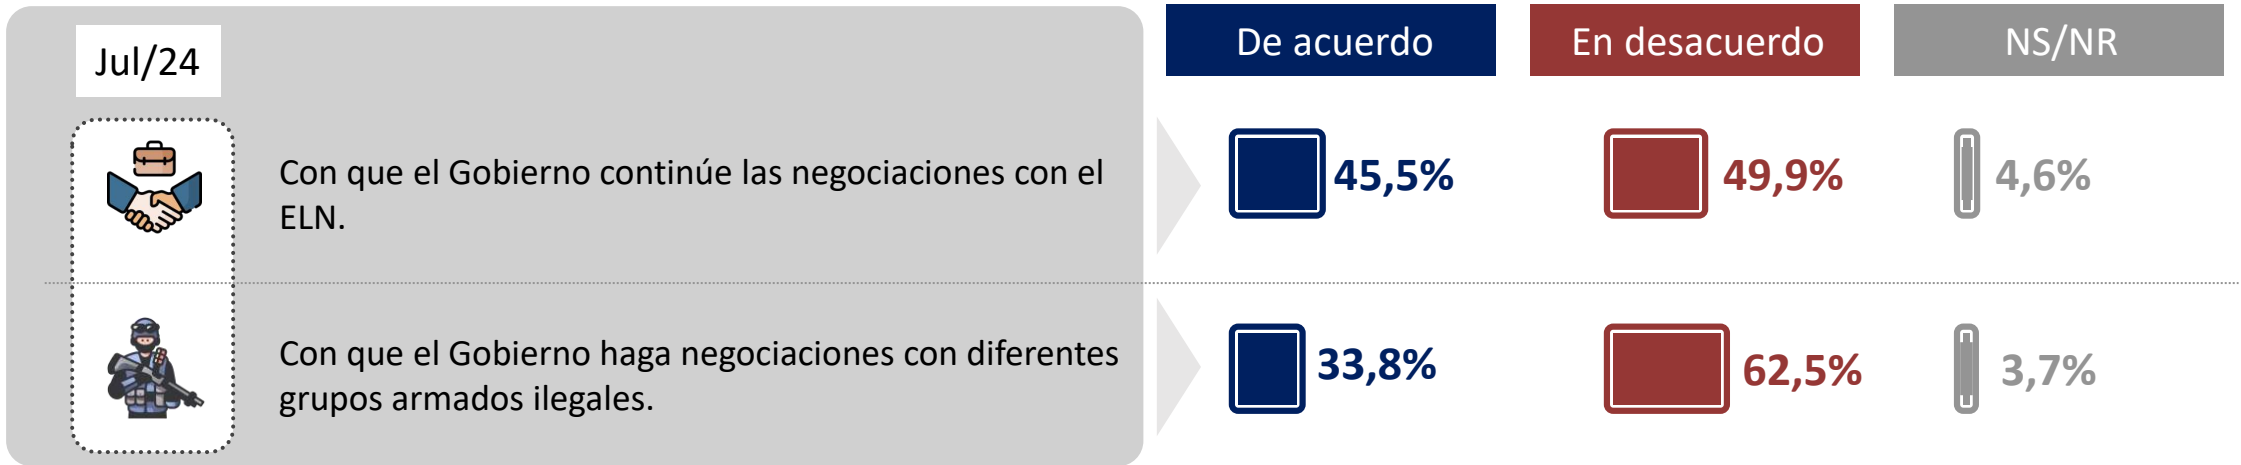 Jul/24
De acuerdo
En desacuerdo
NS/NR
Con que el Gobierno continúe las negociaciones con el
ELN.
45,5%
49,9%
4,6%
Con que el Gobierno haga negociaciones con diferentes
grupos armados ilegales.
33,8%
62,5%
3,7%